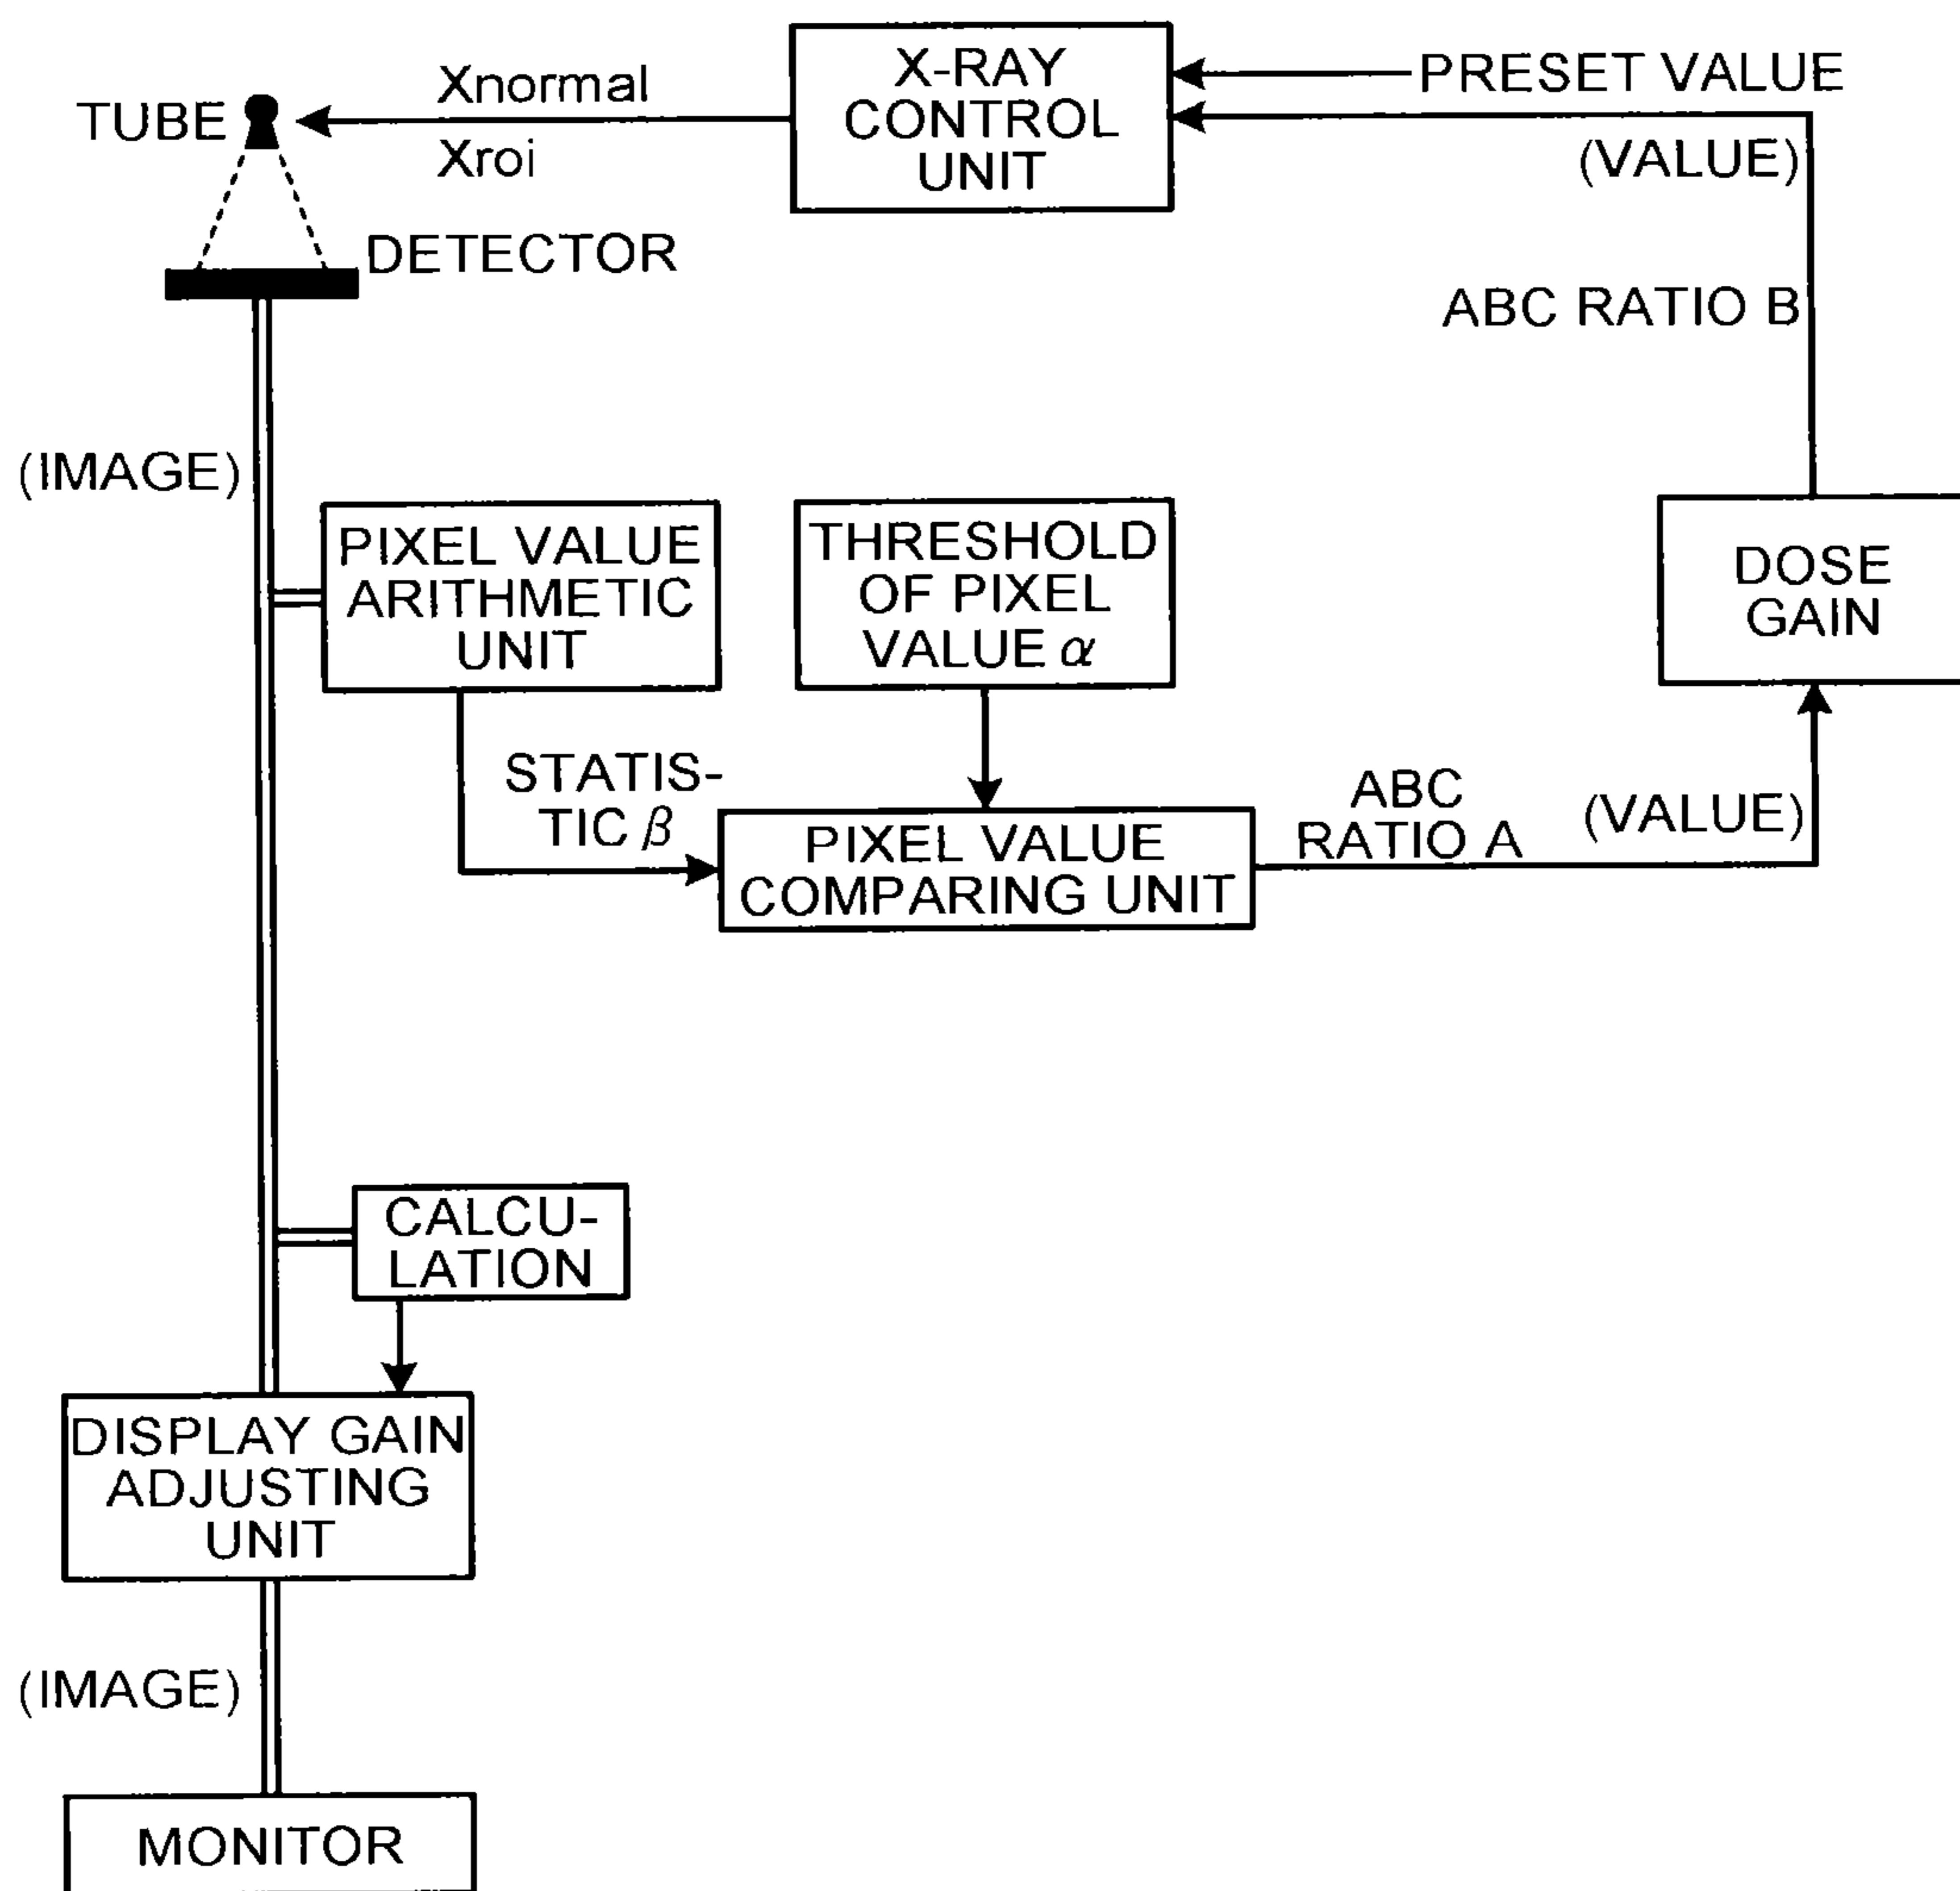 X-RAY
CONTROL
UNIT
PRESET VALUE
(VALUE)
Xnormal
Xroi
TUBE
DETECTOR
ABC RATIO B
(IMAGE)
PIXEL VALUE
ARITHMETIC
UNIT
THRESHOLD
OF PIXEL
VALUE α
DOSE
GAIN
STATIS-
TIC β
PIXEL VALUE
COMPARING UNIT
ABC
RATIO A
(VALUE)
CALCU-
LATION
DISPLAY GAIN
ADJUSTING
UNIT
(IMAGE)
MONITOR